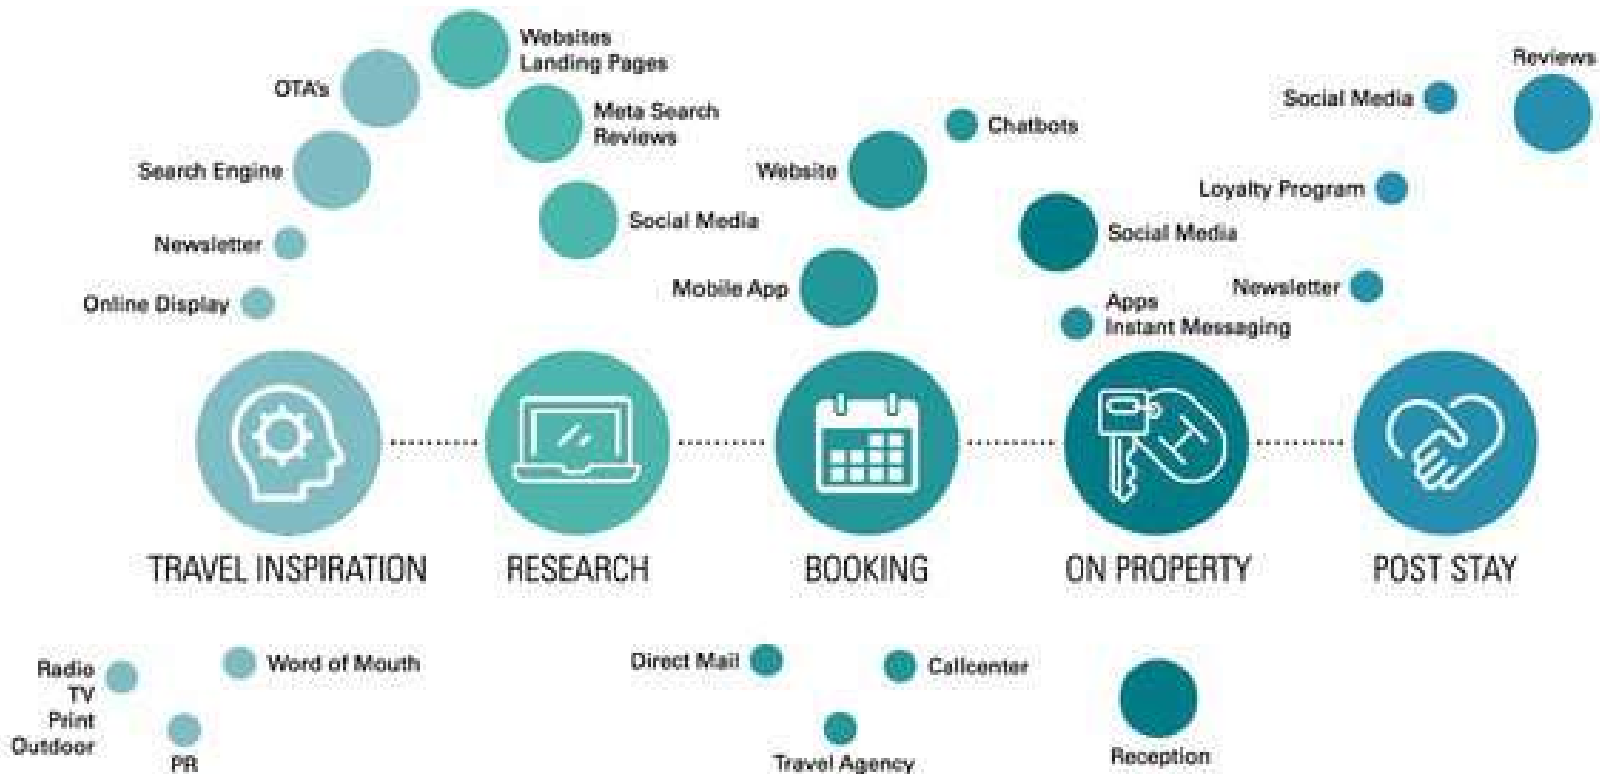 Websites
Landing Pages
OTA's
Meta Search
Reviews
Search Engine
Social Media
Newsletter
Online Display
Chatbots
Website
Mobile App
Social Media
Apps
Instant Messaging
Reviews
Social Media
Loyalty Program
Newsletter
TRAVEL INSPIRATION
RESEARCH
BOOKING
ON PROPERTY
POST STAY
Radio
TV
Print
Outdoor
Word of Mouth
PR
Direct Mail
Callcenter
Travel Agency
Reception
H